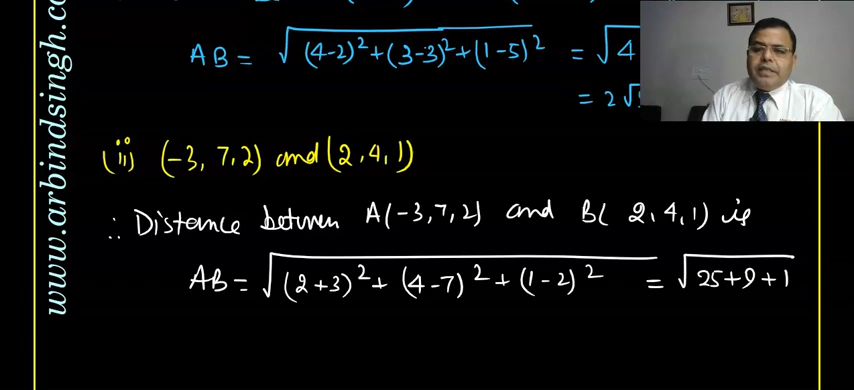 www.arbindsingh.co
AB = √(4-2)² + (3-3)² + (1-5)² = √4
= 2√
(ii) (-3, 7, 2) and (2, 4, 1)
∴ Distance between A(-3, 7, 2) and B( 2, 4, 1) is
AB = √(2+3)² + (4-7)² + (1-2)² = √25+9+1